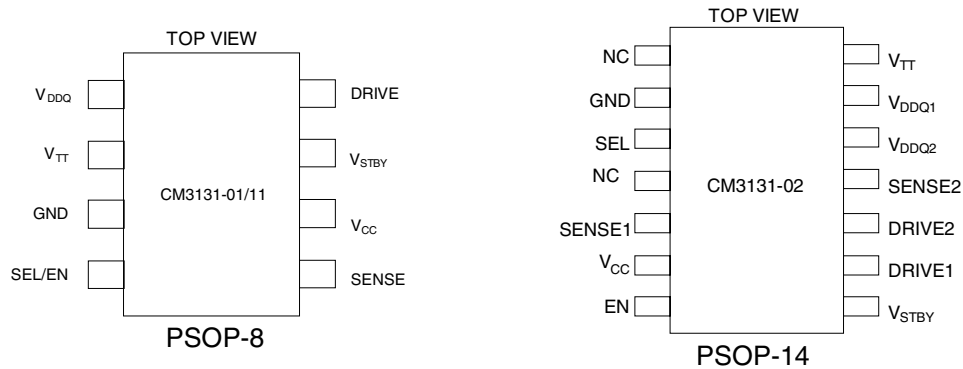 TOP VIEW
V_DDQ
V_TT
GND
SEL/EN
CM3131-01/11
DRIVE
V_STBY
V_CC
SENSE
PSOP-8
TOP VIEW
NC
GND
SEL
NC
SENSE1
V_CC
EN
CM3131-02
V_TT
V_DDQ1
V_DDQ2
SENSE2
DRIVE2
DRIVE1
V_STBY
PSOP-14